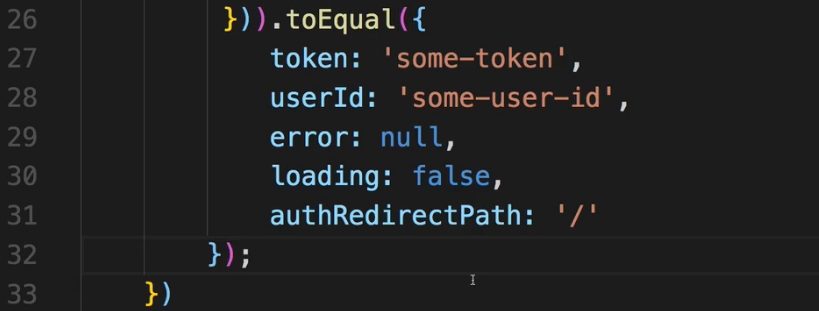 26 })).toEqual({
27 token: 'some-token',
28 userId: 'some-user-id',
29 error: null,
30 loading: false,
31 authRedirectPath: '/'
32 });
33 })